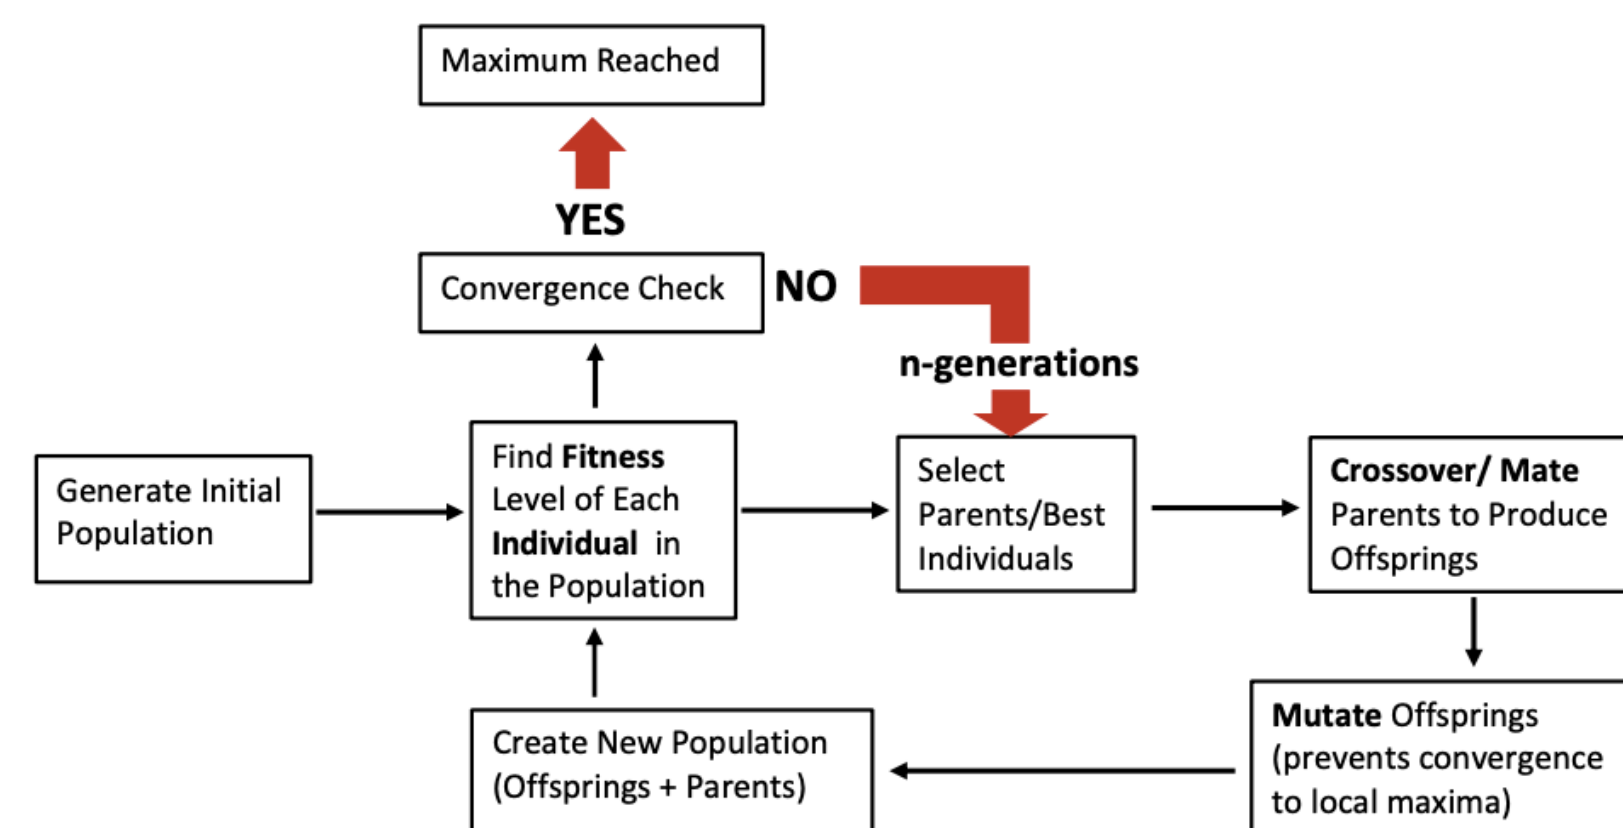 Maximum Reached
YES
Convergence Check
NO
n-generations
Generate Initial
Population
Find Fitness
Level of Each
Individual in
the Population
Select
Parents/Best
Individuals
Crossover/ Mate
Parents to Produce
Offsprings
Mutate Offsprings
(prevents convergence
to local maxima)
Create New Population
(Offsprings + Parents)